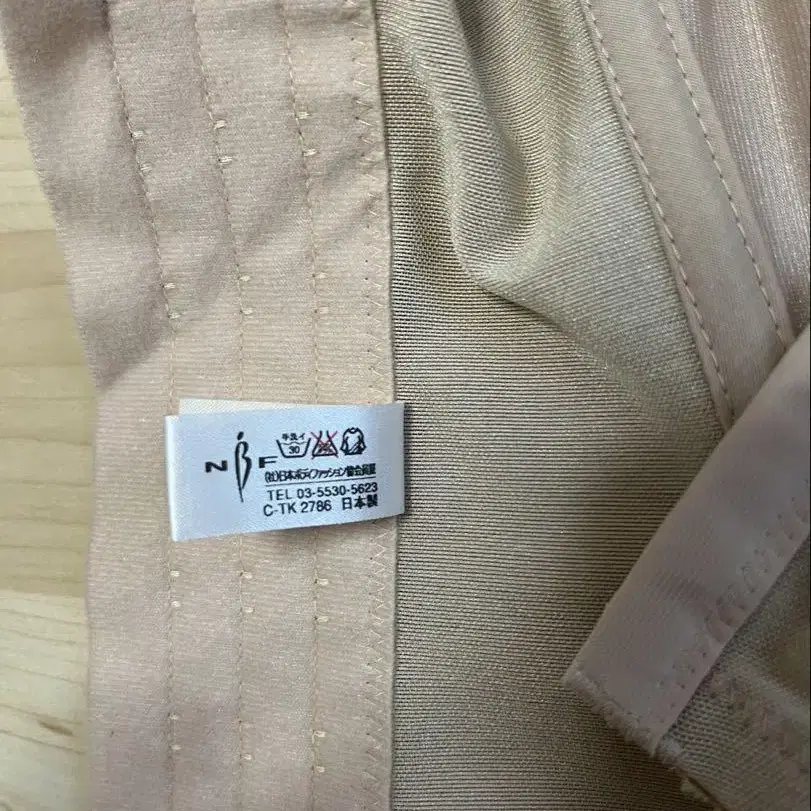 N B F
手洗イ
30
(社)日本ボディファッション協会員証
TEL 03-5530-5623
C-TK 2786 日本製